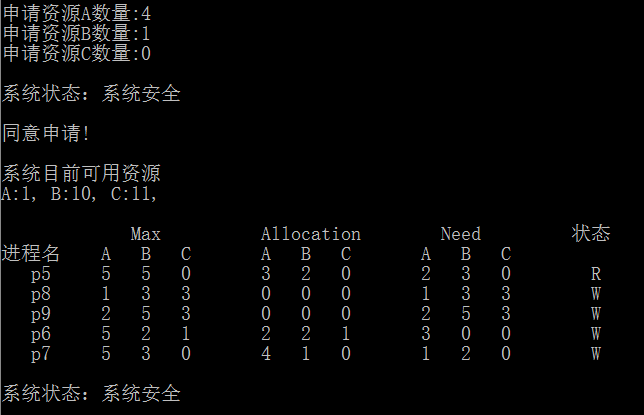 申请资源A数量:4
申请资源B数量:1
申请资源C数量:0
系统状态: 系统安全
同意申请!
系统目前可用资源
A:1, B:10, C:11,
Max Allocation Need 状态
进程名 A B C A B C A B C
p5 5 5 0 3 2 0 2 3 0 R
p8 1 3 3 0 0 0 1 3 3 W
p9 2 5 3 0 0 0 2 5 3 W
p6 5 2 1 2 2 1 3 0 0 W
p7 5 3 0 4 1 0 1 2 0 W
系统状态: 系统安全